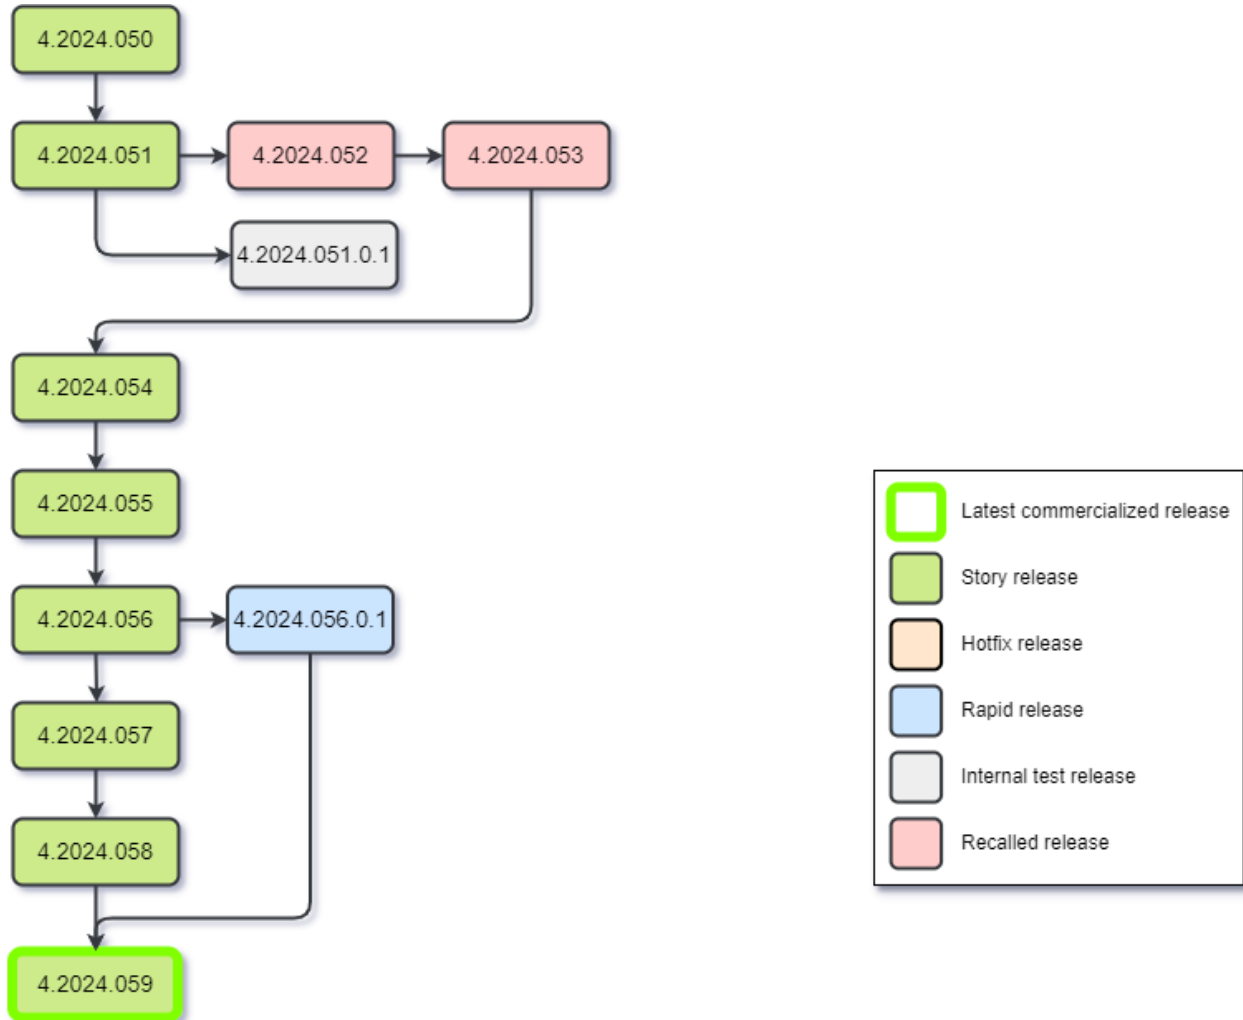 4.2024.050
4.2024.051
4.2024.052
4.2024.053
4.2024.051.0.1
4.2024.054
4.2024.055
4.2024.056
4.2024.056.0.1
4.2024.057
4.2024.058
4.2024.059
Latest commercialized release
Story release
Hotfix release
Rapid release
Internal test release
Recalled release